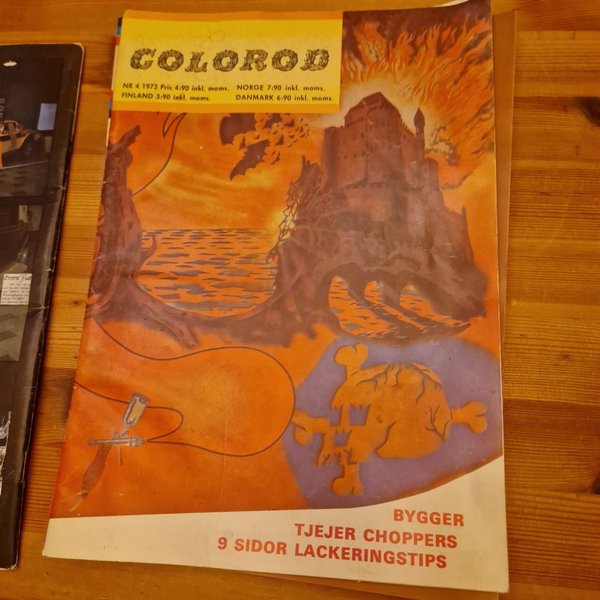 COLOROD
NR 4 1973 Pris 4:90 inkl. moms. NORGE 7:90 inkl. moms.
FINLAND 3:90 inkl. moms. DANMARK 6:90 inkl. moms.
BYGGER
TJEJER CHOPPERS
9 SIDOR LACKERINGSTIPS